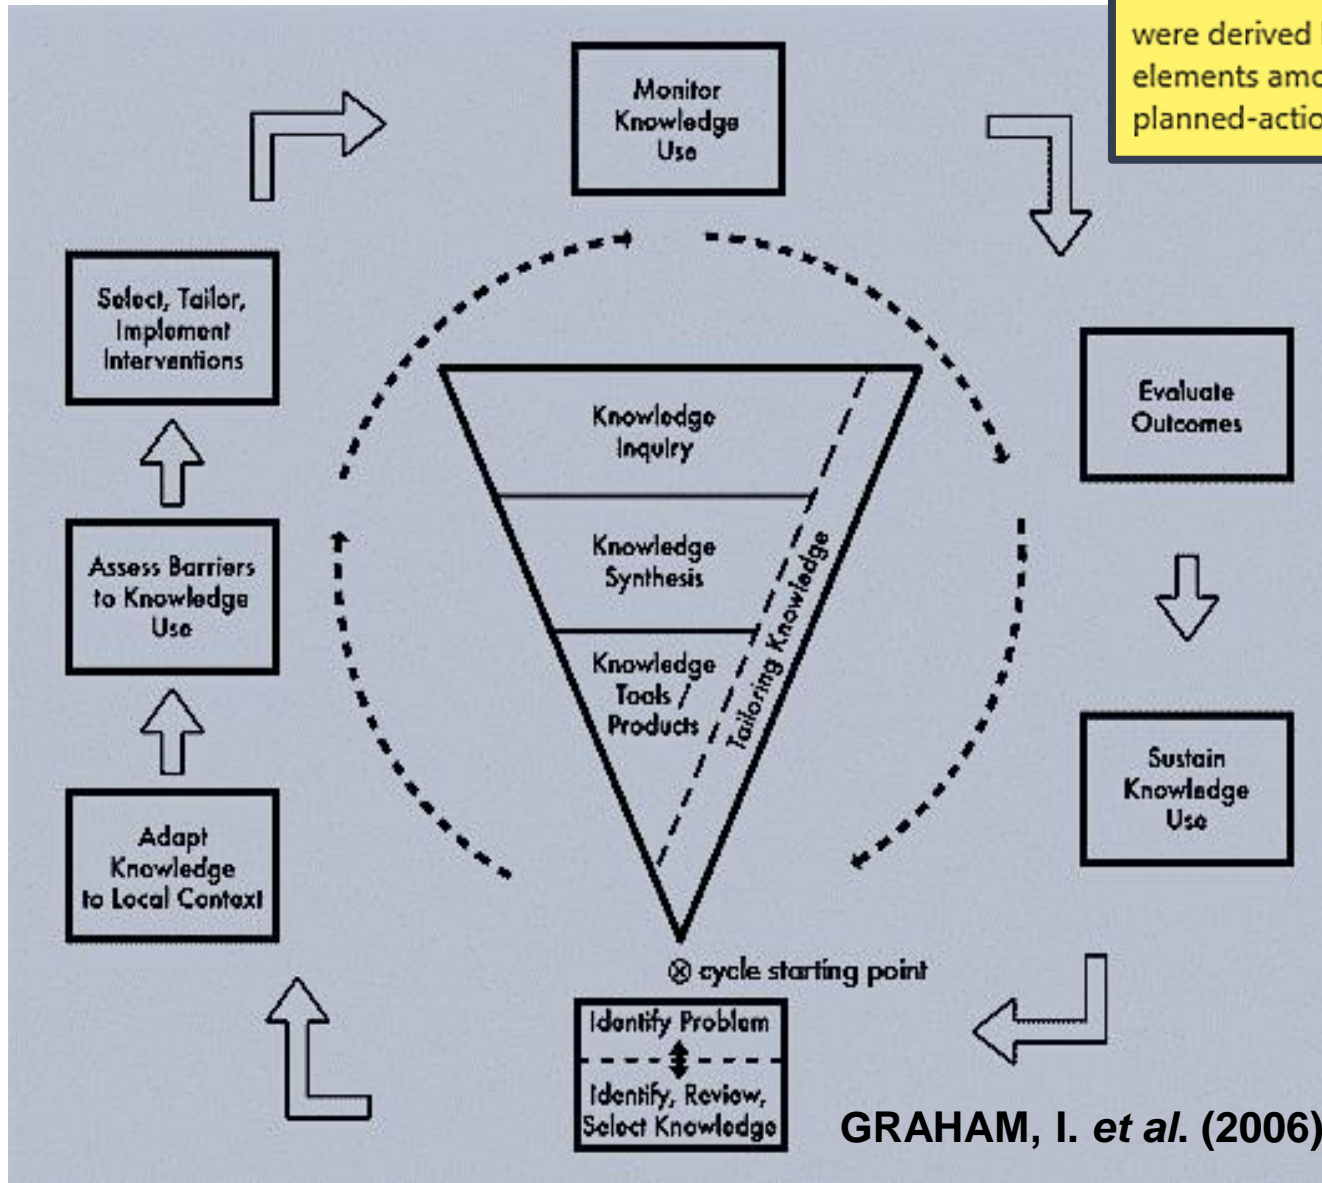 were derived
elements
planned-actio
Monitor
Knowledge
Use
Select, Tailor,
Implement
Interventions
Evaluate
Outcomes
Knowledge
Inquiry
Knowledge
Synthesis
Knowledge
Tools /
Products
Tailoring Knowledge
Assess Barriers
to Knowledge
Use
Sustain
Knowledge
Use
Adapt
Knowledge
to Local Context
⊗ cycle starting point
Identify Problem
Identify, Review,
Select Knowledge
GRAHAM, I. et al. (2006)